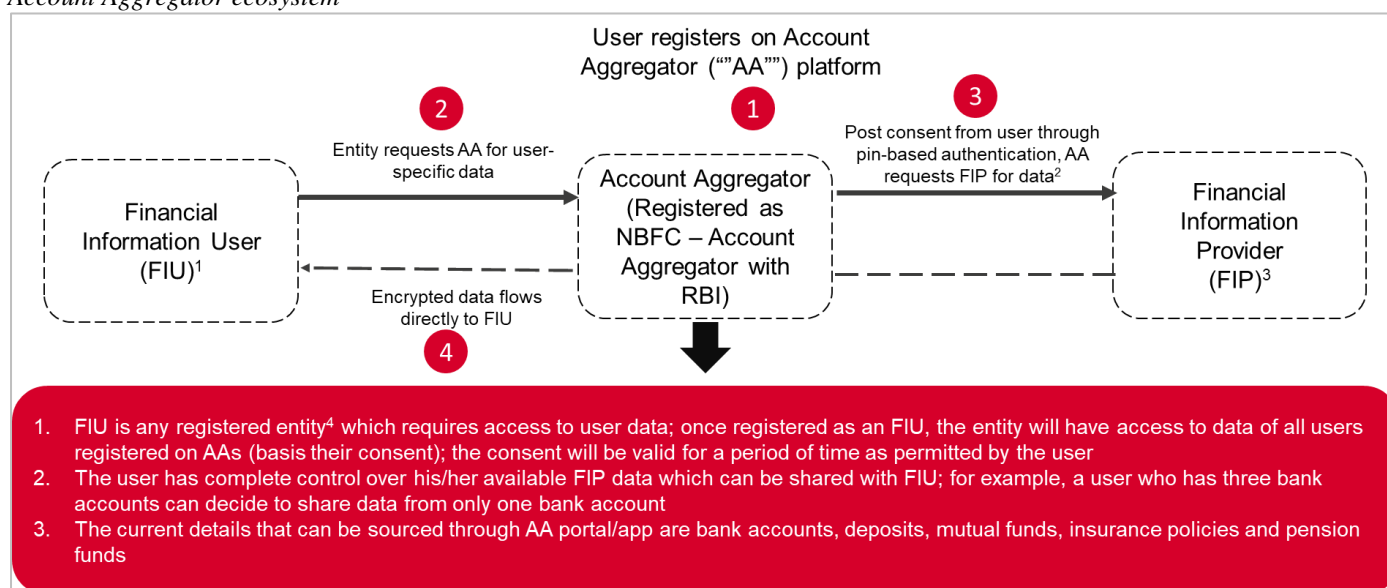 Account Aggregator ecosystem
User registers on Account
Aggregator (“”AA””) platform
2
1
3
Entity requests AA for user-
specific data
Post consent from user through
pin-based authentication, AA
requests FIP for data2
Financial
Information User
(FIU)1
Account Aggregator
(Registered as
NBFC – Account
Aggregator with
RBI)
Financial
Information
Provider
(FIP)3
Encrypted data flows
directly to FIU
4
1. FIU is any registered entity4 which requires access to user data; once registered as an FIU, the entity will have access to data of all users
registered on AAs (basis their consent); the consent will be valid for a period of time as permitted by the user
2. The user has complete control over his/her available FIP data which can be shared with FIU; for example, a user who has three bank
accounts can decide to share data from only one bank account
3. The current details that can be sourced through AA portal/app are bank accounts, deposits, mutual funds, insurance policies and pension
funds